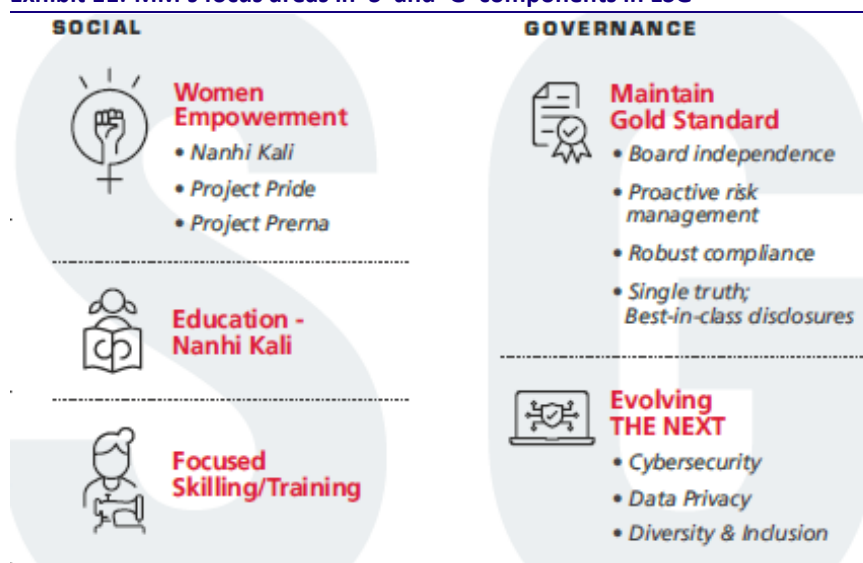 SOCIAL
Women
Empowerment
• Nanhi Kali
• Project Pride
• Project Prerna
Education -
Nanhi Kali
Focused
Skilling/Training
GOVERNANCE
Maintain
Gold Standard
• Board independence
• Proactive risk
management
• Robust compliance
• Single truth;
Best-in-class disclosures
Evolving
THE NEXT
• Cybersecurity
• Data Privacy
• Diversity & Inclusion